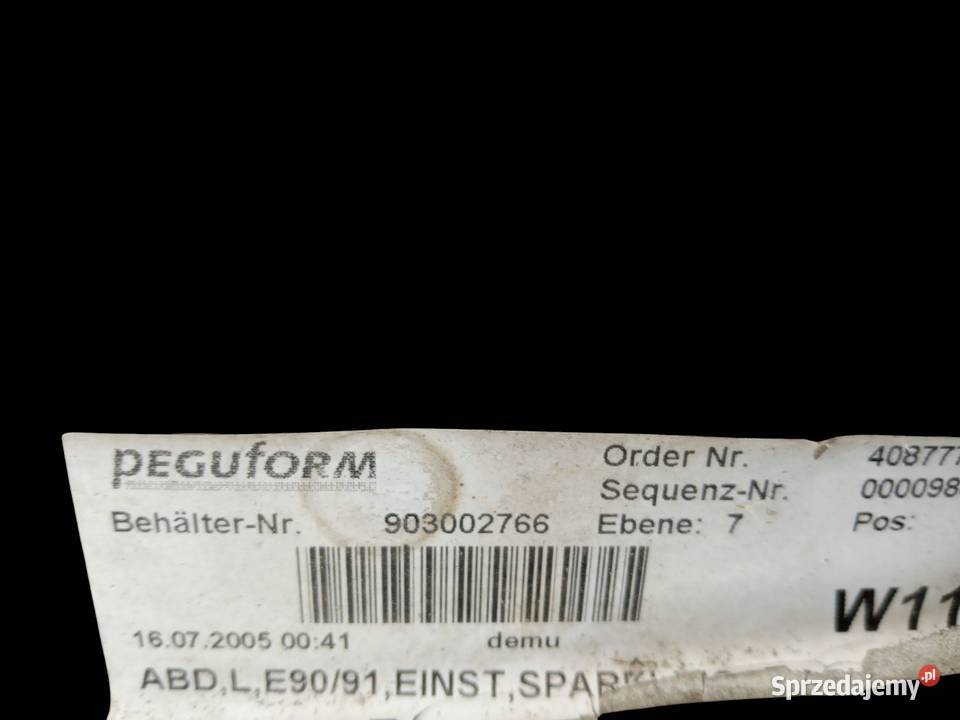 PEGUFORM
Order Nr. 408777
Sequenz-Nr. 000098
Behälter-Nr. 903002766 Ebene: 7 Pos:
16.07.2005 00:41 demu W11
ABD,L,E90/91,EINST,SPARK
Sprzedajemy.pl